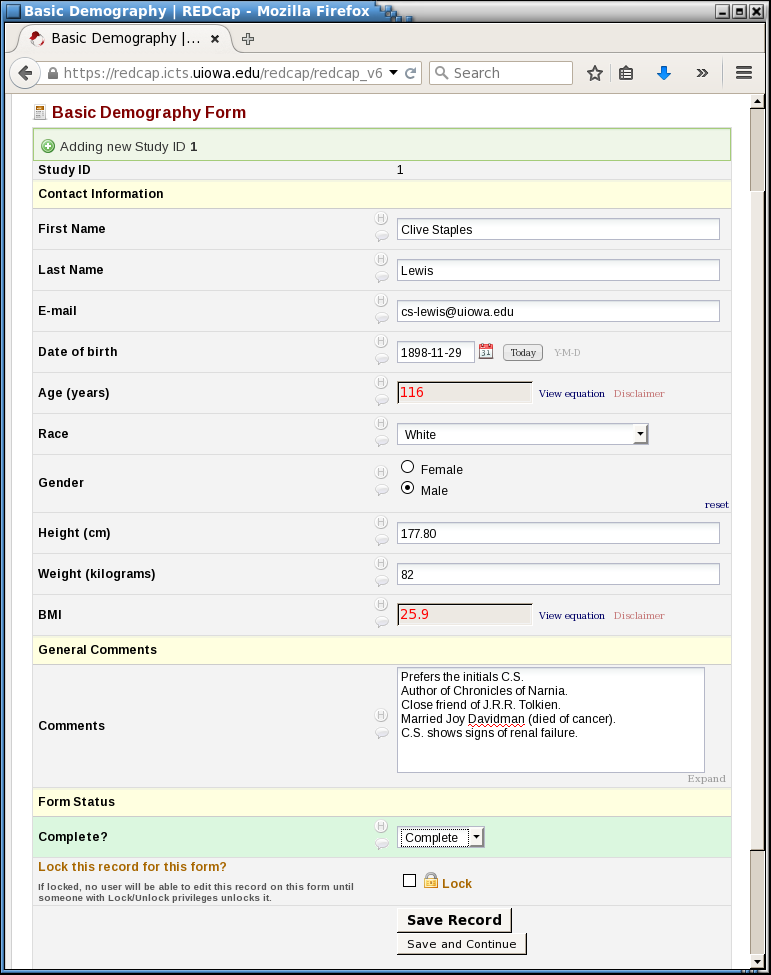 Basic Demography | REDCap - Mozilla Firefox
Basic Demography |...
https://redcap.icts.uiowa.edu/redcap/redcap_v6
Search
Basic Demography Form
Adding new Study ID 1
Study ID 1
Contact Information
First Name H Clive Staples
Last Name H Lewis
E-mail H cs-lewis@uiowa.edu
Date of birth H 1898-11-29 31 Today Y-M-D
Age (years) H 116 View equation Disclaimer
Race H White
Gender H Female
Male
reset
Height (cm) H 177.80
Weight (kilograms) H 82
BMI H 25.9 View equation Disclaimer
General Comments
Comments H
Prefers the initials C.S.
Author of Chronicles of Narnia.
Close friend of J.R.R. Tolkien.
Married Joy Davidman (died of cancer).
C.S. shows signs of renal failure.
Expand
Form Status
Complete? H Complete
Lock this record for this form?
If locked, no user will be able to edit this record on this form until
someone with Lock/Unlock privileges unlocks it.
Lock
Save Record
Save and Continue